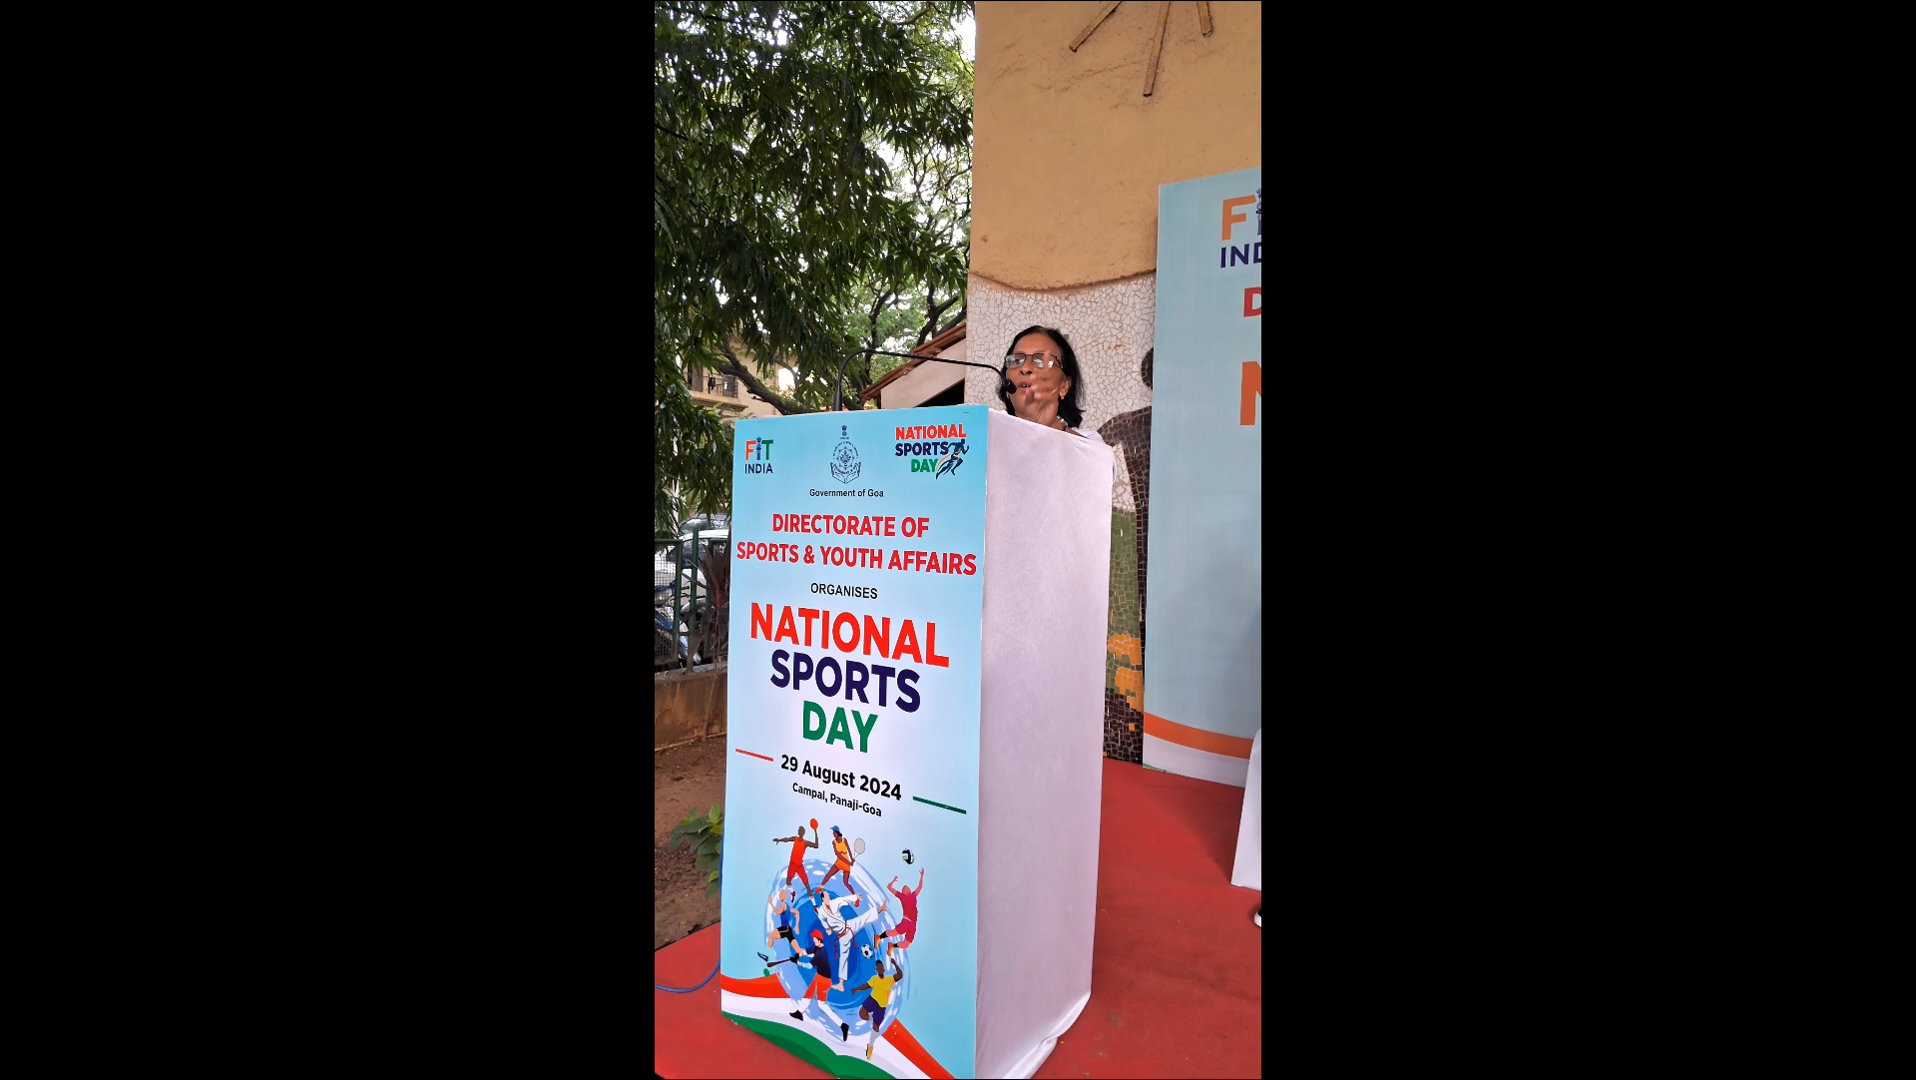 FiT
INDIA
Government of Goa
NATIONAL
SPORTS
DAY
DIRECTORATE OF
SPORTS & YOUTH AFFAIRS
ORGANISES
NATIONAL
SPORTS
DAY
29 August 2024
Campal, Panaji-Goa
F
IND
D
N